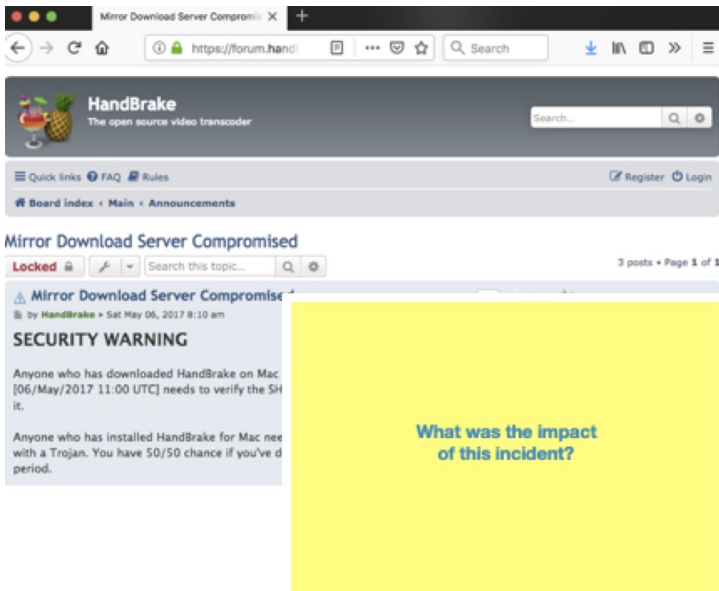 Mirror Download Server Compromis
https://forum.handl
Search
HandBrake
The open source video transcoder
Search...
Quick links FAQ Rules
Register Login
Board index ‹ Main ‹ Announcements
Mirror Download Server Compromised
Locked
Search this topic...
3 posts • Page 1 of 1
Mirror Download Server Compromised
by HandBrake » Sat May 06, 2017 8:10 am
SECURITY WARNING
Anyone who has downloaded HandBrake on Mac
[06/May/2017 11:00 UTC] needs to verify the SH
it.
Anyone who has installed HandBrake for Mac nee
with a Trojan. You have 50/50 chance if you've d
period.
What was the impact
of this incident?